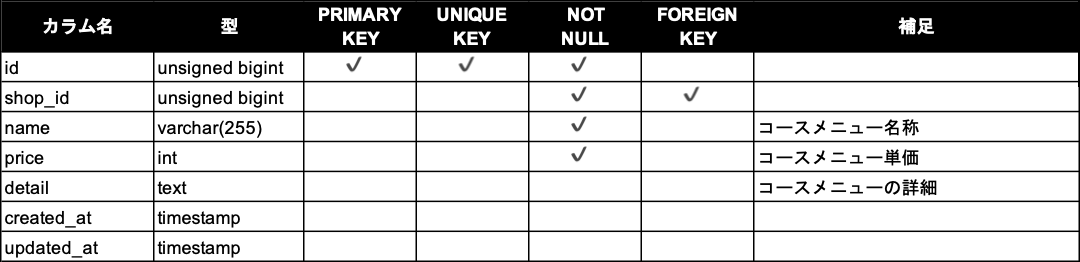 カラム名 型 PRIMARY KEY UNIQUE KEY NOT NULL FOREIGN KEY 補足
id unsigned bigint ✓ ✓ ✓
shop_id unsigned bigint ✓ ✓
name varchar(255) ✓ コースメニュー名称
price int ✓ コースメニュー単価
detail text コースメニューの詳細
created_at timestamp
updated_at timestamp